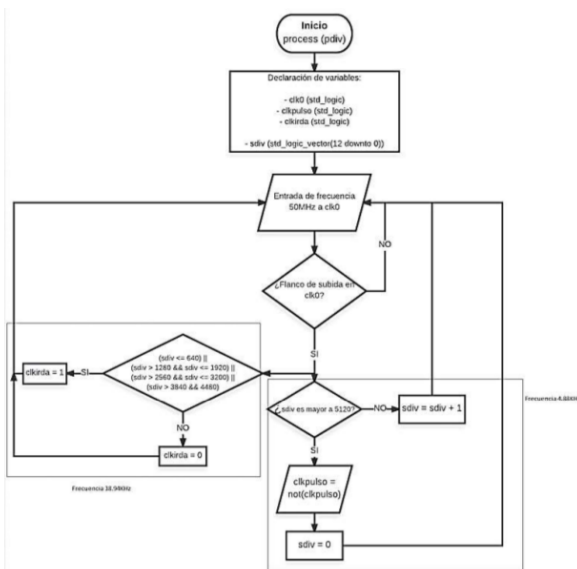 Inicio
process (pdiv)
Declaración de variables:
- clk0 (std_logic)
- clkpulso (std_logic)
- clkirda (std_logic)
- sdiv (std_logic_vector(12 downto 0))
Entrada de frecuencia
50MHz a clk0
NO
¿Flanco de subida en
clk0?
SI
(sdiv <= 640) ||
(sdiv > 1280 && sdiv <= 1920) ||
(sdiv > 2560 && sdiv <= 3200) ||
(sdiv > 3840 && 4480)
SI
clkirda = 1
NO
clkirda = 0
Frecuencia
¿sdiv es mayor a 5120?
NO
sdiv = sdiv + 1
SI
clkpulso =
not(clkpulso)
sdiv = 0
Frecuencia